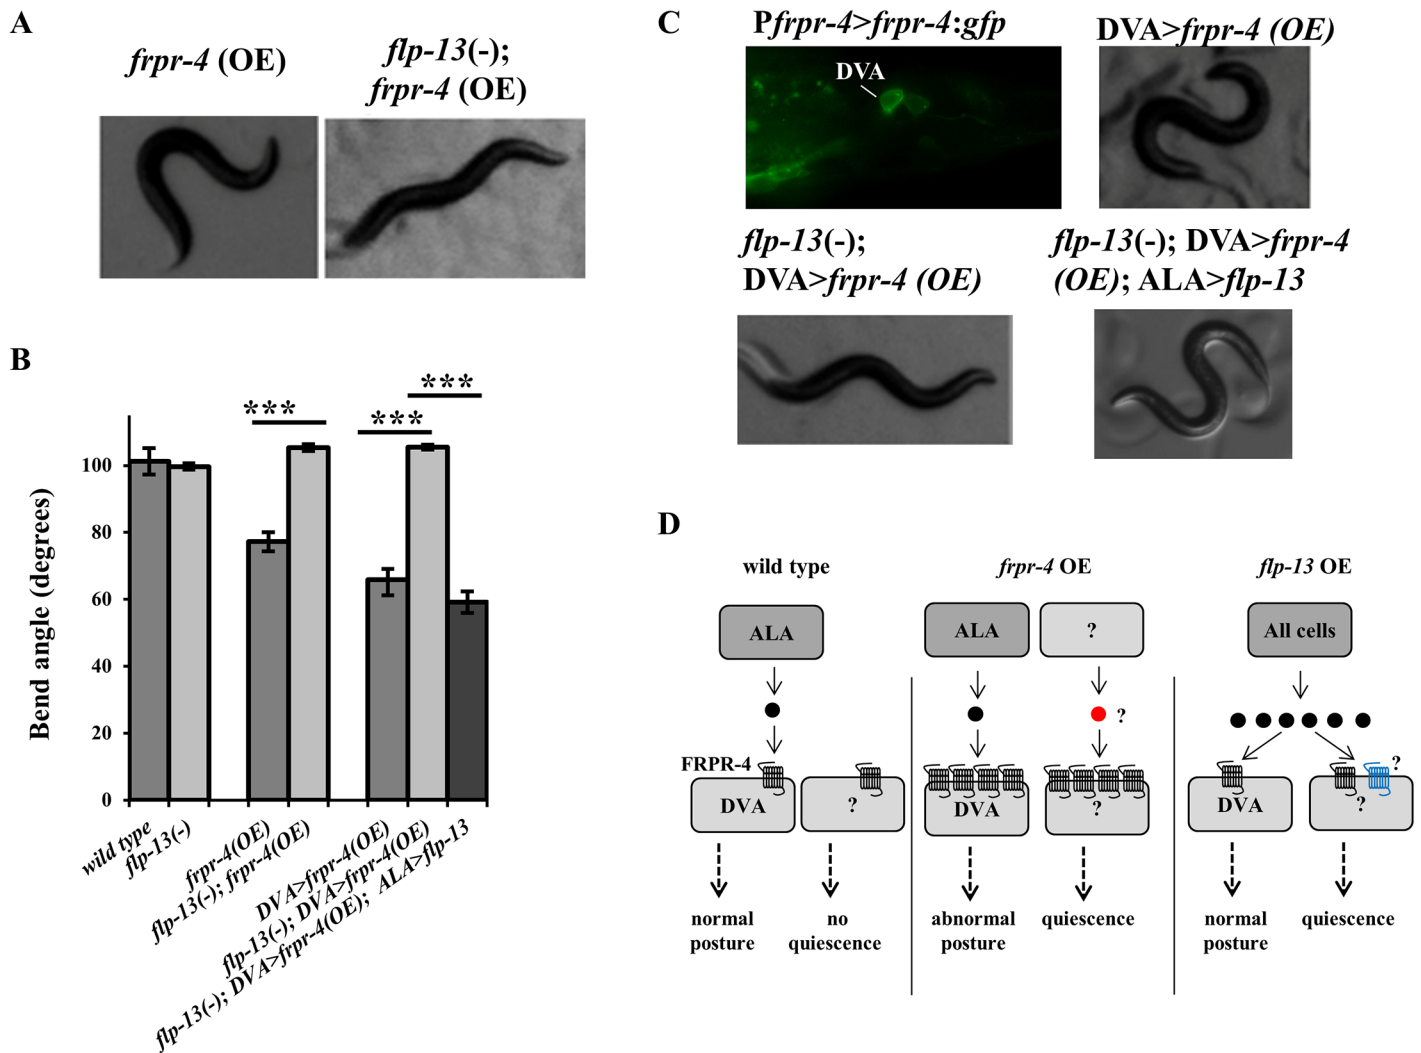 A
frpr-4 (OE)
flp-13(-);
frpr-4 (OE)
B
Bend angle (degrees)
100
80
60
40
20
0
***
***
***
wild type
flp-13(-)
frpr-4(OE)
flp-13(-); frpr-4(OE)
DVA>frpr-4(OE)
flp-13(-); DVA>frpr-4(OE)
flp-13(-); DVA>frpr-4(OE); ALA>flp-13
C
Pfrpr-4>frpr-4:gfp
DVA
DVA>frpr-4 (OE)
flp-13(-);
DVA>frpr-4 (OE)
flp-13(-); DVA>frpr-4
(OE); ALA>flp-13
D
wild type
ALA
FRPR-4
DVA
?
normal
posture
no
quiescence
frpr-4 OE
ALA
?
?
DVA
?
abnormal
posture
quiescence
flp-13 OE
All cells
?
DVA
?
normal
posture
quiescence